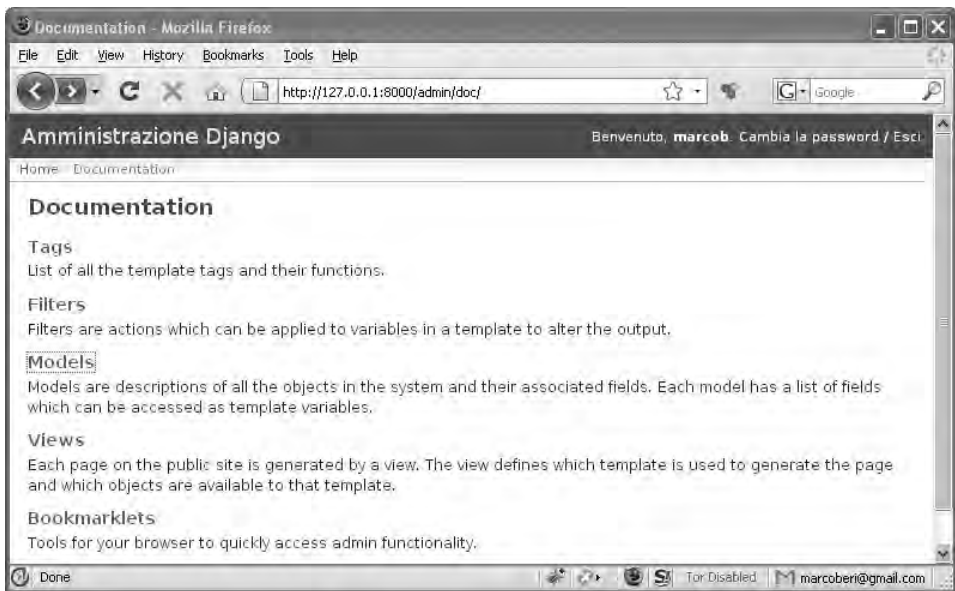 Documentation - Mozilla Firefox
File Edit View History Bookmarks Tools Help
http://127.0.0.1:8000/admin/doc/
G Google
Amministrazione Django
Benvenuto, marcob. Cambia la password / Esci
Home Documentation
Documentation
Tags
List of all the template tags and their functions.
Filters
Filters are actions which can be applied to variables in a template to alter the output.
Models
Models are descriptions of all the objects in the system and their associated fields. Each model has a list of fields
which can be accessed as template variables.
Views
Each page on the public site is generated by a view. The view defines which template is used to generate the page
and which objects are available to that template.
Bookmarklets
Tools for your browser to quickly access admin functionality.
Done
S! Tor Disabled marcoberi@gmail.com